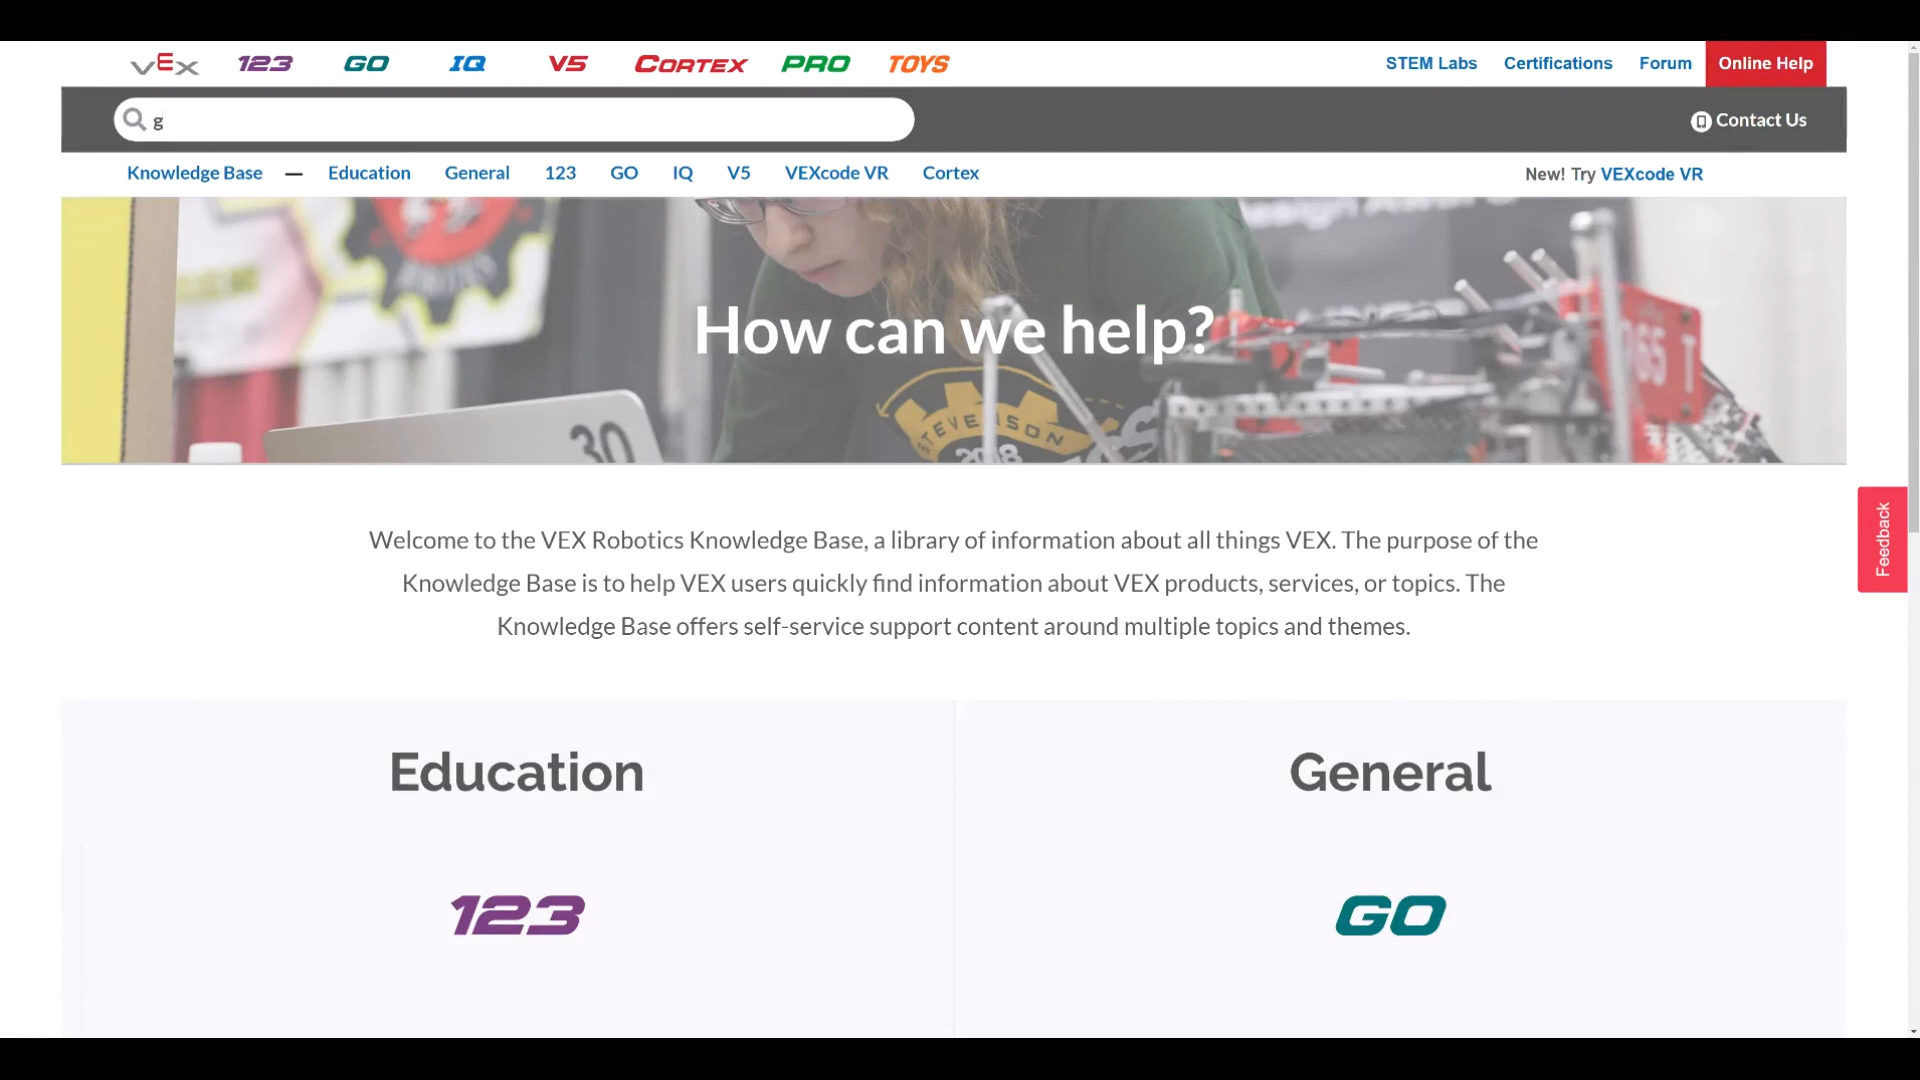 vEx 123 GO IQ V5 CORTEX PRO TOYS STEM Labs Certifications Forum Online Help
g Contact Us
Knowledge Base — Education General 123 GO IQ V5 VEXcode VR Cortex New! Try VEXcode VR
How can we help?
65 T
30
STEVENSON
2018
Welcome to the VEX Robotics Knowledge Base, a library of information about all things VEX. The purpose of the
Knowledge Base is to help VEX users quickly find information about VEX products, services, or topics. The
Knowledge Base offers self-service support content around multiple topics and themes.
Feedback
Education General
123 GO